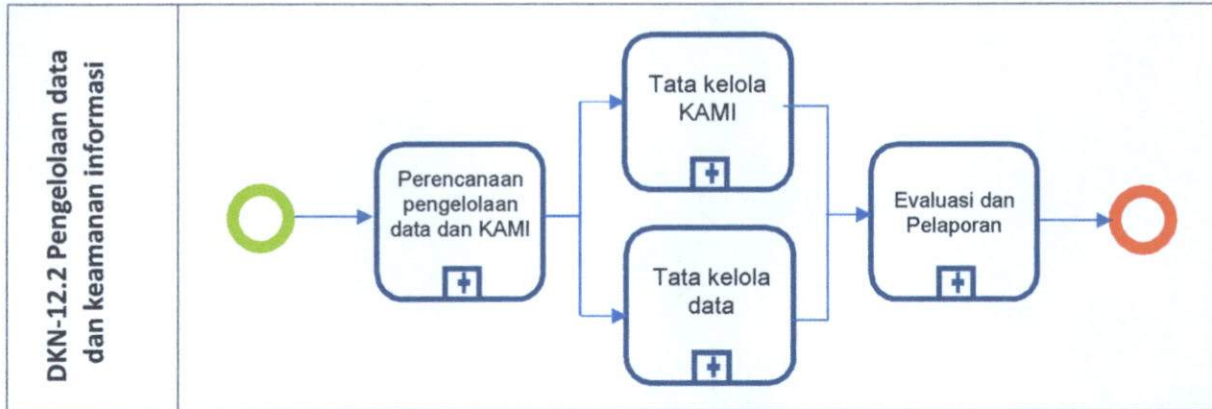 DKN-12.2 Pengelolaan data
dan keamanan informasi
Perencanaan
pengelolaan
data dan KAMI
Tata kelola
KAMI
Tata kelola
data
Evaluasi dan
Pelaporan